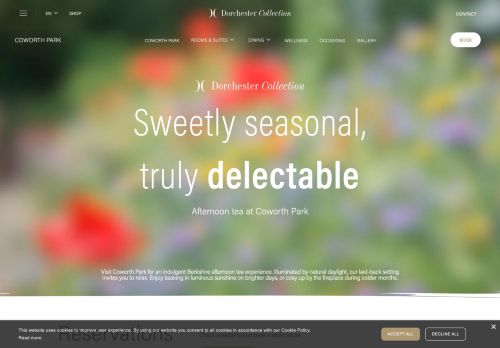 EN
SHOP
Dorchester Collection
CONTACT
COWORTH PARK
COWORTH PARK
ROOMS & SUITES
DINING
WELLNESS
OCCASIONS
GALLERY
BOOK
Dorchester Collection
Sweetly seasonal,
truly delectable
Afternoon tea at Coworth Park
Visit Coworth Park for an indulgent Berkshire afternoon tea experience. Illuminated by natural daylight, our laid-back setting
invites you to relax. Enjoy basking in luminous sunshine on brighter days, or cosy up by the fireplace during colder months.
Reservations
This website uses cookies to improve user experience. By using our website you consent to all cookies in accordance with our Cookie Policy.
Read more
ACCEPT ALL
DECLINE ALL